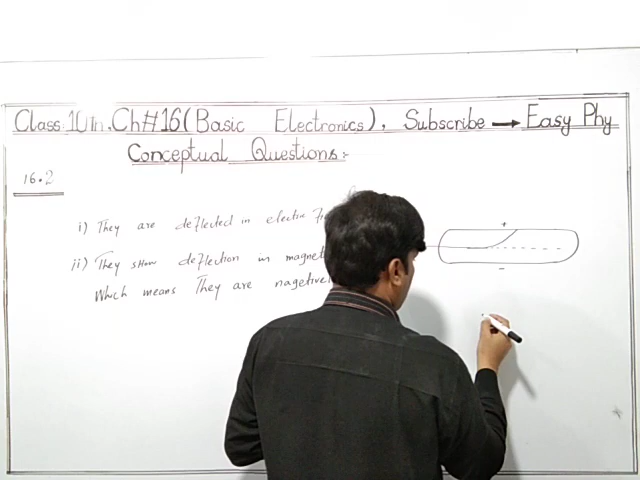 Class:10th, Ch#16(Basic Electronics), Subscribe → Easy Phy
Conceptual Questions:-
16.2
i) They are deflected in electric
+
ii) They show deflection in magnet
-
Which means They are nagetivel